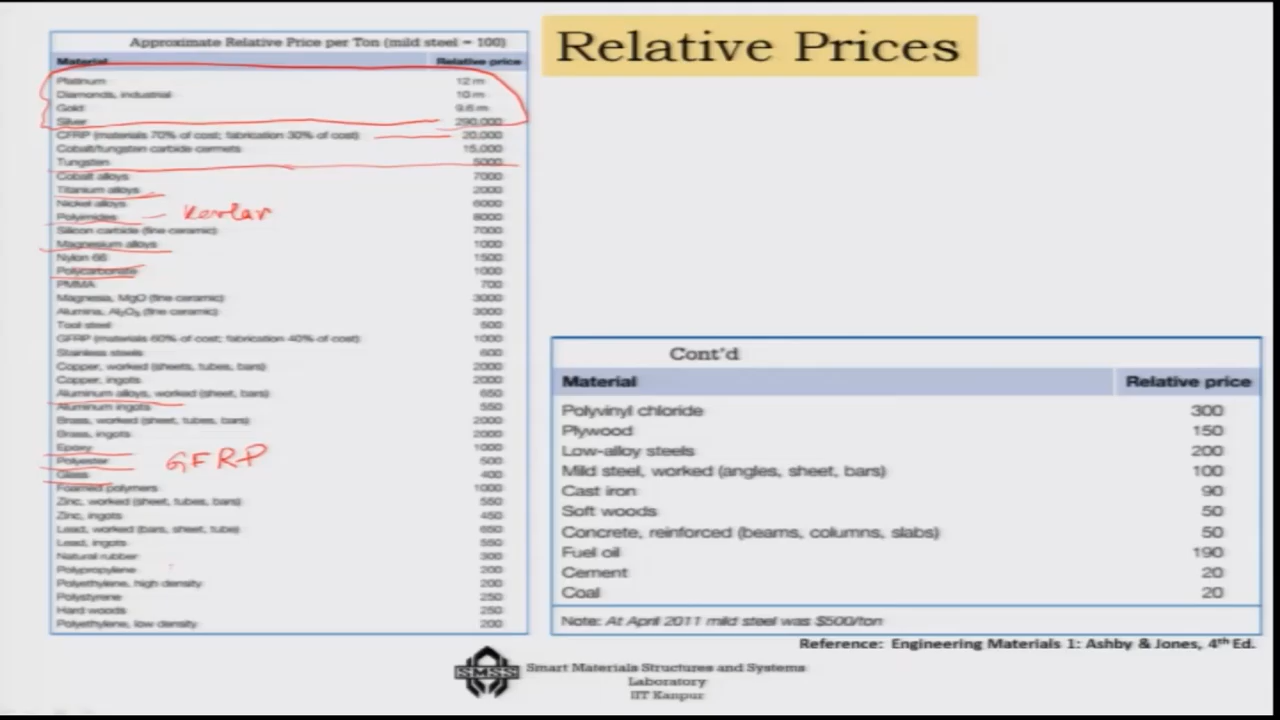 Relative Prices
Approximate Relative Price per Ton (mild steel = 100)
Material Relative price
Platinum 12 m
Diamonds, industrial 10 m
Gold 9.6 m
Silver 290,000
CFRP (materials 70% of cost; fabrication 30% of cost) 20,000
Cobalt/tungsten carbide cermets 15,000
Tungsten 5000
Cobalt alloys 7000
Titanium alloys 2000
Nickel alloys 6000
Polyimides 8000
Kevlar
Silicon carbide (fine ceramic) 7000
Magnesium alloys 1000
Nylon 66 1500
Polycarbonate 1000
PMMA 700
Magnesia, MgO (fine ceramic) 3000
Alumina, Al₂O₃ (fine ceramic) 3000
Tool steel 500
GFRP (materials 60% of cost; fabrication 40% of cost) 1000
Stainless steels 600
Copper, worked (sheets, tubes, bars) 2000
Copper, ingots 2000
Aluminum alloys, worked (sheet, bars) 650
Aluminum ingots 550
Brass, worked (sheet, tubes, bars) 2000
Brass, ingots 2000
Epoxy 1000
Polyester 500
GFRP
Glass 400
Foamed polymers 1000
Zinc, worked (sheet, tubes, bars) 550
Zinc, ingots 450
Lead, worked (bars, sheet, tube) 650
Lead, ingots 550
Natural rubber 300
Polypropylene 200
Polyethylene, high density 200
Polystyrene 250
Hard woods 250
Polyethylene, low density 200
Cont'd
Material Relative price
Polyvinyl chloride 300
Plywood 150
Low-alloy steels 200
Mild steel, worked (angles, sheet, bars) 100
Cast iron 90
Soft woods 50
Concrete, reinforced (beams, columns, slabs) 50
Fuel oil 190
Cement 20
Coal 20
Note: At April 2011 mild steel was $500/ton
Reference: Engineering Materials 1: Ashby & Jones, 4th Ed.
SMSS
Smart Materials Structures and Systems
Laboratory
IIT Kanpur